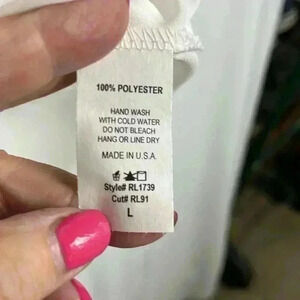 100% POLYESTER
HAND WASH
WITH COLD WATER
DO NOT BLEACH
HANG OR LINE DRY
MADE IN U.S.A.
Style# RL1739
Cut# RL91
L